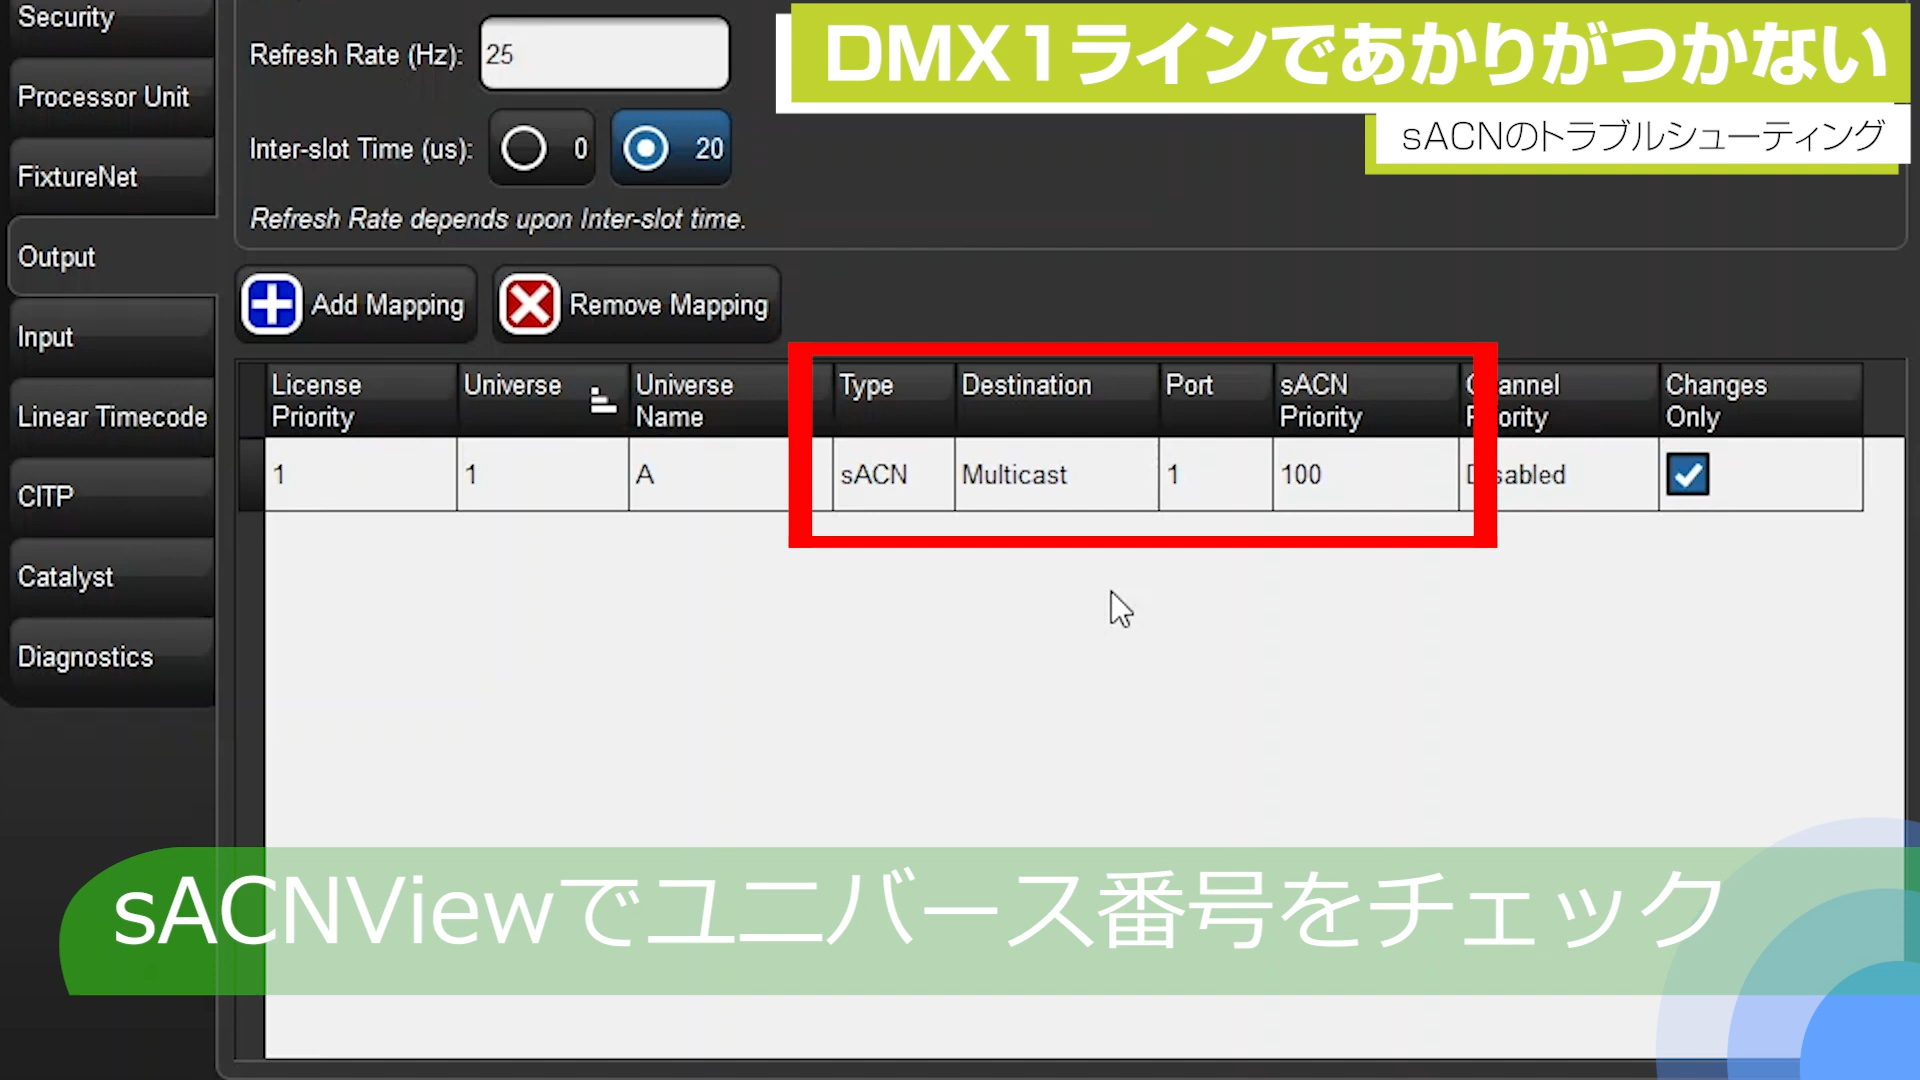 DMX1ラインであかりがつかない
sACNのトラブルシューティング
Security
Processor Unit
FixtureNet
Output
Input
Linear Timecode
CITP
Catalyst
Diagnostics
Refresh Rate (Hz): 25
Inter-slot Time (us): 0 20
Refresh Rate depends upon Inter-slot time.
Add Mapping Remove Mapping
License Priority Universe Universe Name Type Destination Port sACN Priority Channel Priority Changes Only
1 1 A sACN Multicast 1 100 Disabled
sACNViewでユニバース番号をチェック